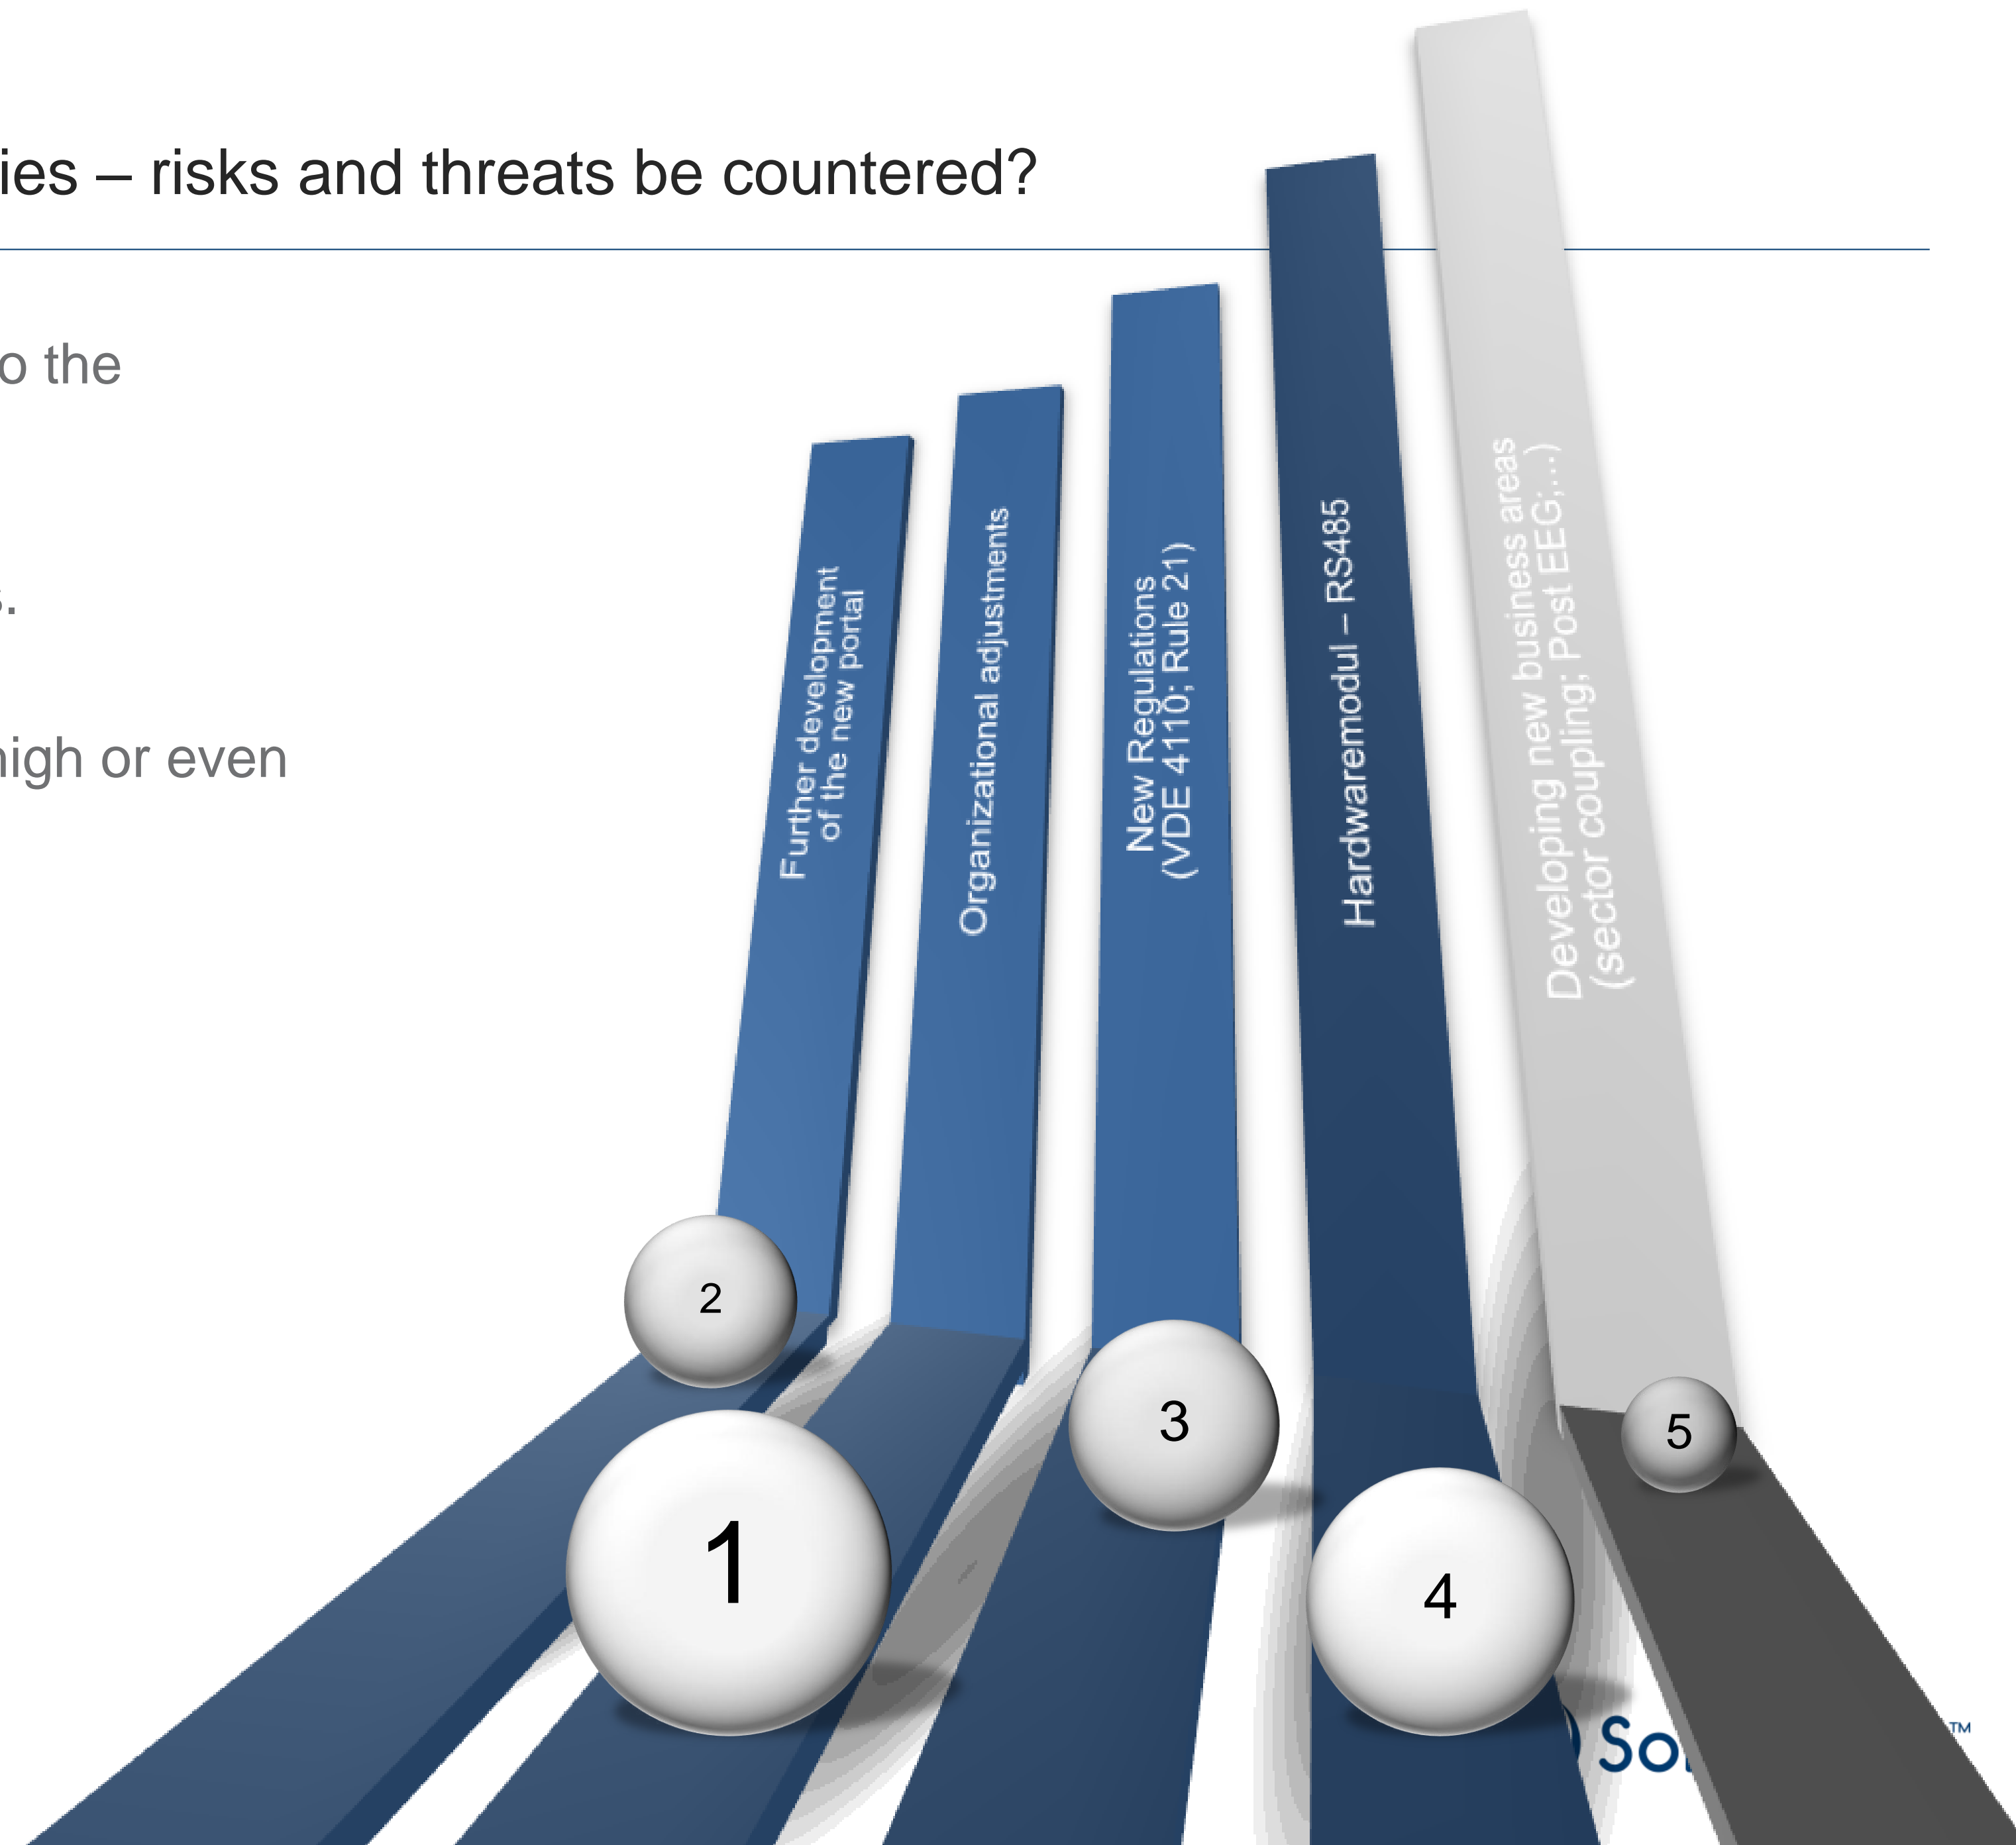 ies – risks and threats be countered?
o the
s.
high or even
Further development
of the new portal
Organizational adjustments
New Regulations
(VDE 4110; Rule 21)
Hardwaremodul – RS485
Developing new business areas
(sector coupling; Post EEG;...)
2
1
3
4
5
So
TM